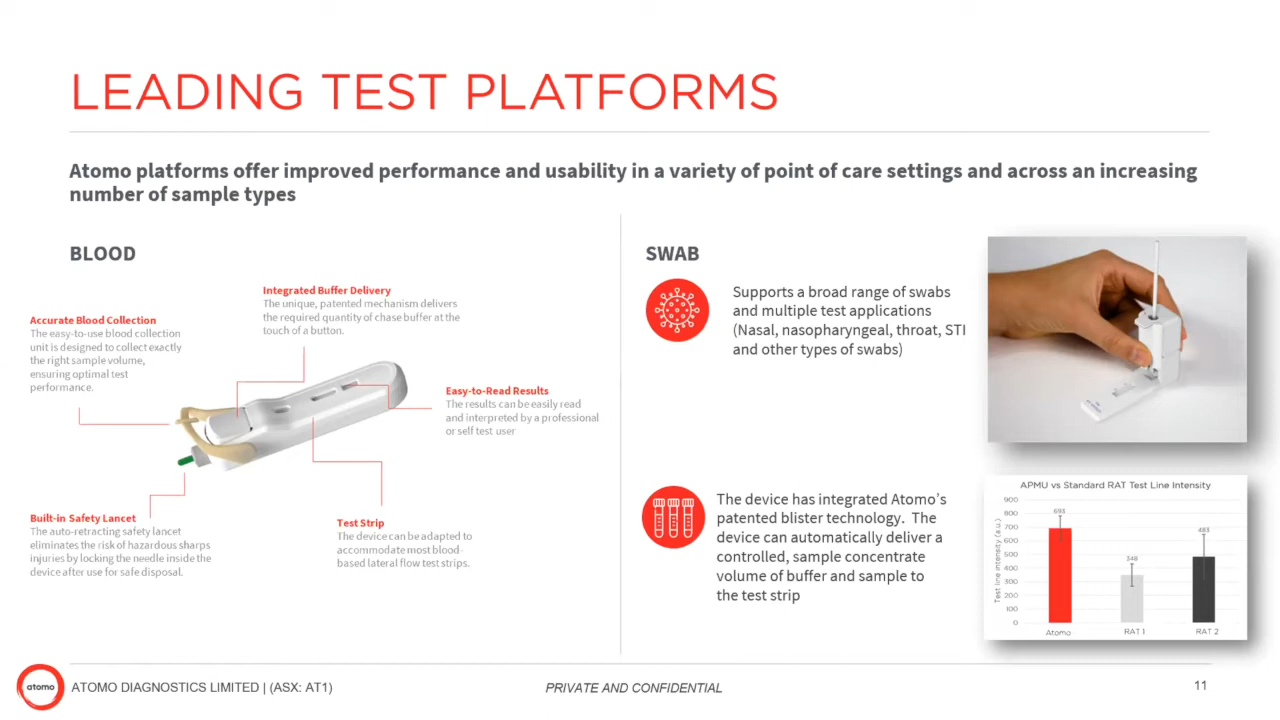 LEADING TEST PLATFORMS
Atomo platforms offer improved performance and usability in a variety of point of care settings and across an increasing
number of sample types
BLOOD
Integrated Buffer Delivery
The unique, patented mechanism delivers
the required quantity of chase buffer at the
touch of a button.
Accurate Blood Collection
The easy-to-use blood collection
unit is designed to collect exactly
the right sample volume,
ensuring optimal test
performance.
Easy-to-Read Results
The results can be easily read
and interpreted by a professional
or self test user
Built-in Safety Lancet
The auto-retracting safety lancet
eliminates the risk of hazardous sharps
injuries by locking the needle inside the
device after use for safe disposal.
Test Strip
The device can be adapted to
accommodate most blood-
based lateral flow test strips.
SWAB
Supports a broad range of swabs
and multiple test applications
(Nasal, nasopharyngeal, throat, STI
and other types of swabs)
The device has integrated Atomo's
patented blister technology. The
device can automatically deliver a
controlled, sample concentrate
volume of buffer and sample to
the test strip
APMU vs Standard RAT Test Line Intensity
Test line intensity (a.u.)
900
800
700
600
500
400
300
200
100
0
693
348
483
Atomo
RAT 1
RAT 2
atomo
ATOMO DIAGNOSTICS LIMITED | (ASX: AT1)
PRIVATE AND CONFIDENTIAL
11